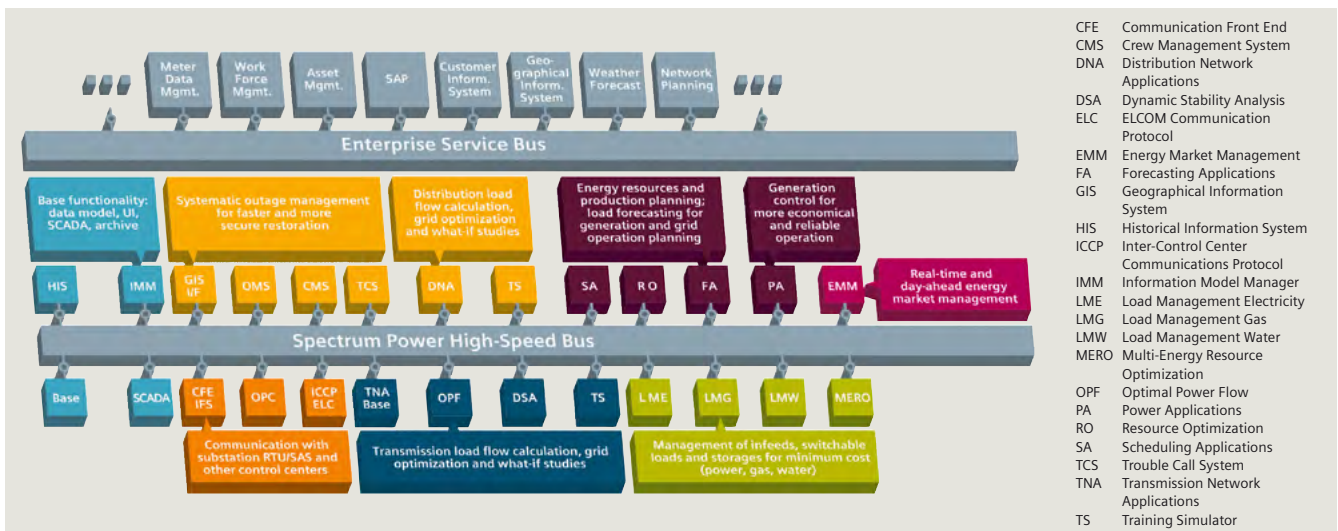 Meter
Data
Mgmt.
Work
Force
Mgmt.
Asset
Mgmt.
SAP
Customer
Inform.
System
Geo-
graphical
Inform.
System
Weather
Forecast
Network
Planning
Enterprise Service Bus
Base functionality:
data model, UI,
SCADA, archive
Systematic outage management
for faster and more
secure restoration
Distribution load
flow calculation,
grid optimization
and what-if studies
Energy resources and
production planning;
load forecasting for
generation and grid
operation planning
Generation
control for
more economical
and reliable
operation
HIS
IMM
GIS
I/F
OMS
CMS
TCS
DNA
TS
SA
RO
FA
PA
EMM
Real-time and
day-ahead energy
market management
Spectrum Power High-Speed Bus
Base
SCADA
CFE
IFS
OPC
ICCP
ELC
TNA
Base
OPF
DSA
TS
LME
LMG
LMW
MERO
Communication with
substation RTU/SAS and
other control centers
Transmission load flow calculation, grid
optimization and what-if studies
Management of infeeds, switchable
loads and storages for minimum cost
(power, gas, water)
CFE Communication Front End
CMS Crew Management System
DNA Distribution Network
Applications
DSA Dynamic Stability Analysis
ELC ELCOM Communication
Protocol
EMM Energy Market Management
FA Forecasting Applications
GIS Geographical Information
System
HIS Historical Information System
ICCP Inter-Control Center
Communications Protocol
IMM Information Model Manager
LME Load Management Electricity
LMG Load Management Gas
LMW Load Management Water
MERO Multi-Energy Resource
Optimization
OPF Optimal Power Flow
PA Power Applications
RO Resource Optimization
SA Scheduling Applications
TCS Trouble Call System
TNA Transmission Network
Applications
TS Training Simulator